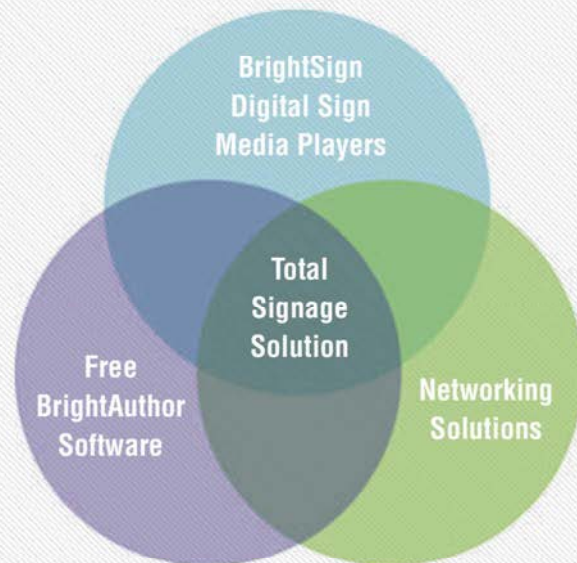 BrightSign
Digital Sign
Media Players
Total
Signage
Solution
Free
BrightAuthor
Software
Networking
Solutions